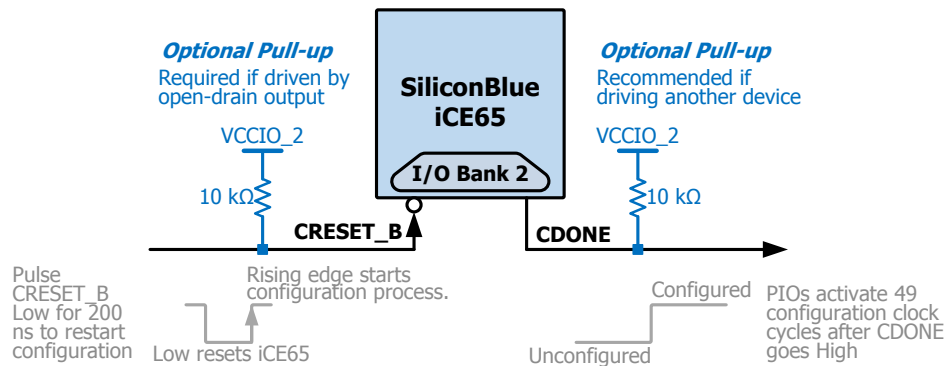 Optional Pull-up
Required if driven by
open-drain output
VCCIO_2
10 kΩ
SiliconBlue
iCE65
I/O Bank 2
Optional Pull-up
Recommended if
driving another device
VCCIO_2
10 kΩ
CRESET_B
CDONE
Pulse
CRESET_B
Low for 200
ns to restart
configuration
Rising edge starts
configuration process.
Low resets iCE65
Configured
Unconfigured
PIOs activate 49
configuration clock
cycles after CDONE
goes High